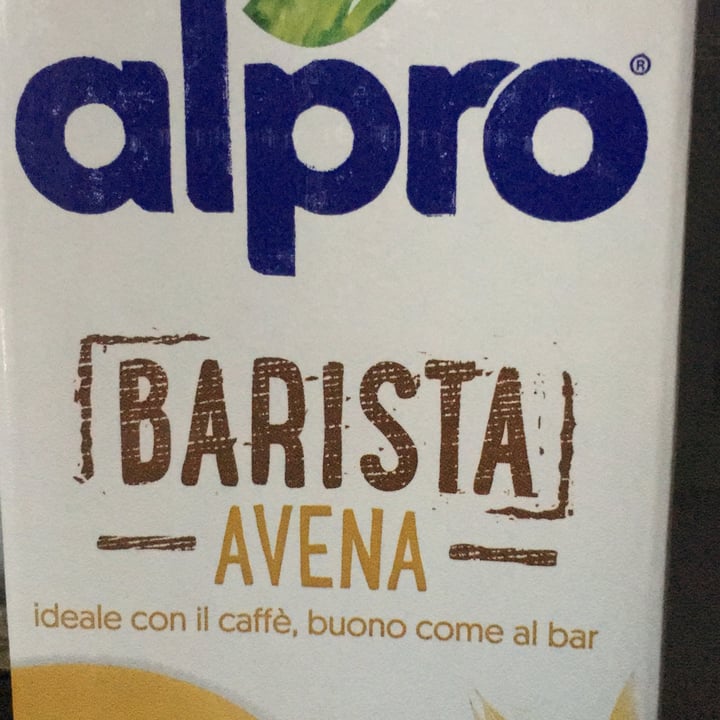 alpro®
BARISTA
AVENA
ideale con il caffè, buono come al bar